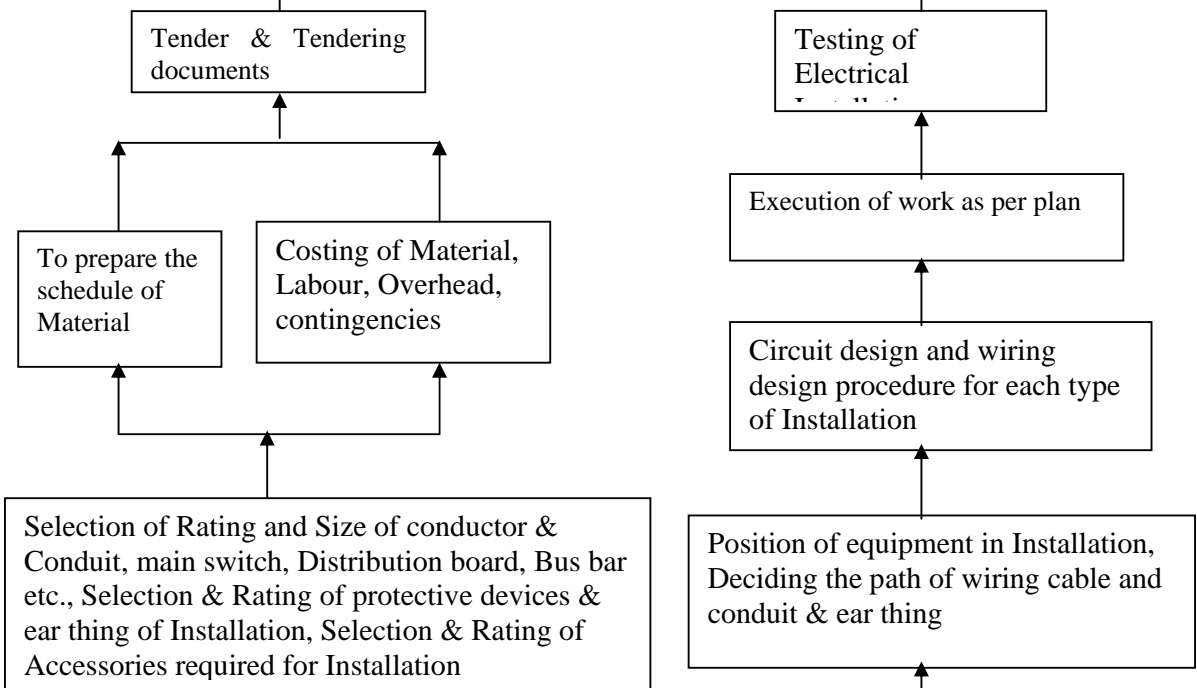 Tender & Tendering
documents
Testing of
Electrical
To prepare the
schedule of
Material
Costing of Material,
Labour, Overhead,
contingencies
Execution of work as per plan
Circuit design and wiring
design procedure for each type
of Installation
Selection of Rating and Size of conductor &
Conduit, main switch, Distribution board, Bus bar
etc., Selection & Rating of protective devices &
ear thing of Installation, Selection & Rating of
Accessories required for Installation
Position of equipment in Installation,
Deciding the path of wiring cable and
conduit & ear thing